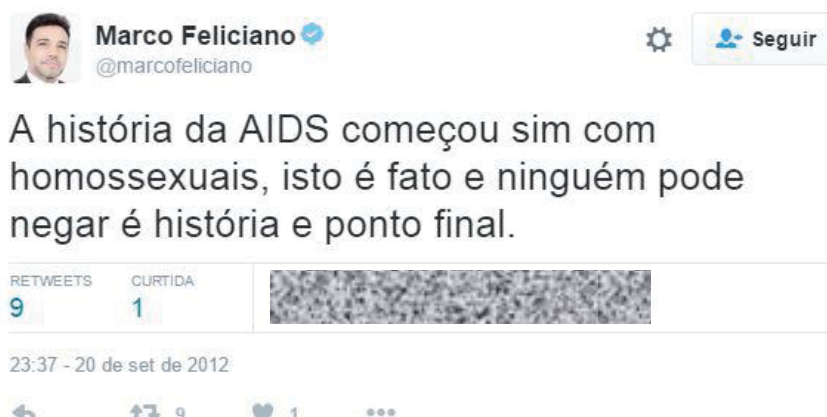 Marco Feliciano
@marcofeliciano
Seguir
A história da AIDS começou sim com
homossexuais, isto é fato e ninguém pode
negar é história e ponto final.
RETWEETS CURTIDA
9 1
23:37 - 20 de set de 2012
9 1